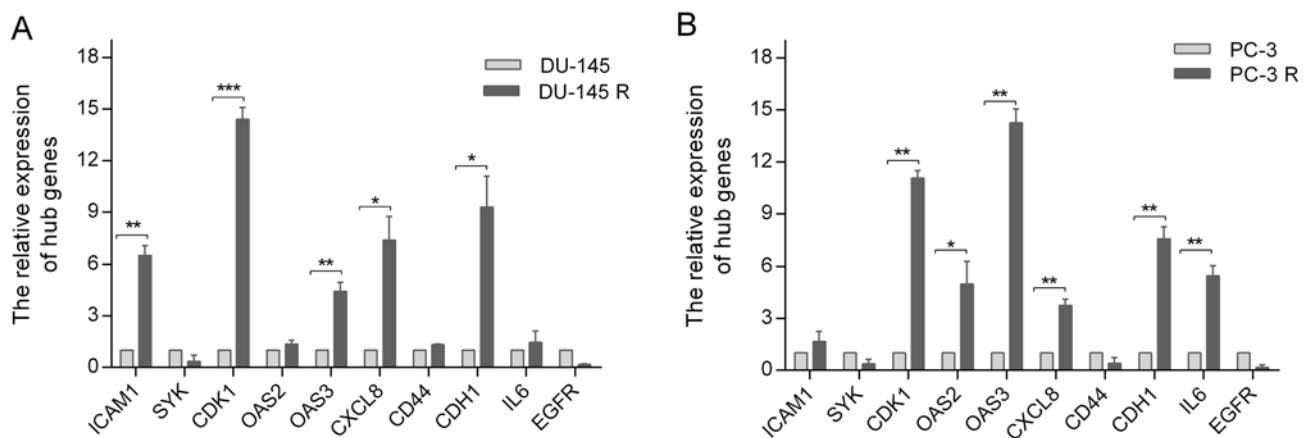 A
The relative expression
of hub genes
18
15
12
9
6
3
0
DU-145
DU-145 R
**
***
**
*
*
ICAM1
SYK
CDK1
OAS2
OAS3
CXCL8
CD44
CDH1
IL6
EGFR
B
The relative expression
of hub genes
18
15
12
9
6
3
0
PC-3
PC-3 R
**
*
**
**
**
**
ICAM1
SYK
CDK1
OAS2
OAS3
CXCL8
CD44
CDH1
IL6
EGFR